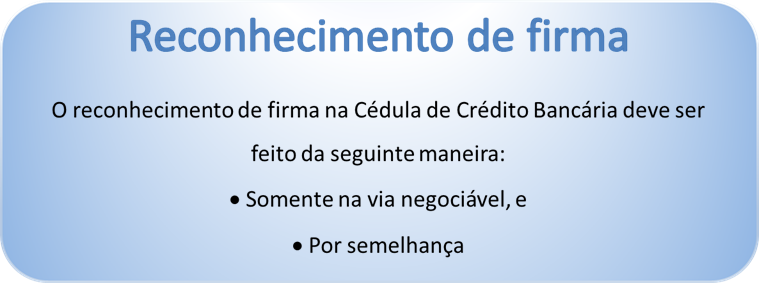 Reconhecimento de firma
O reconhecimento de firma na Cédula de Crédito Bancária deve ser
feito da seguinte maneira:
• Somente na via negociável, e
• Por semelhança